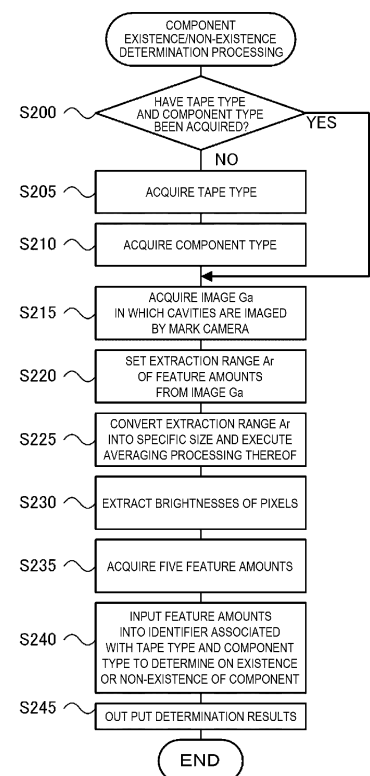 COMPONENT
EXISTENCE/NON-EXISTENCE
DETERMINATION PROCESSING
S200
HAVE TAPE TYPE
AND COMPONENT TYPE
BEEN ACQUIRED?
YES
NO
S205
ACQUIRE TAPE TYPE
S210
ACQUIRE COMPONENT TYPE
S215
ACQUIRE IMAGE Ga
IN WHICH CAVITIES ARE IMAGED
BY MARK CAMERA
S220
SET EXTRACTION RANGE Ar
OF FEATURE AMOUNTS
FROM IMAGE Ga
S225
CONVERT EXTRACTION RANGE Ar
INTO SPECIFIC SIZE AND EXECUTE
AVERAGING PROCESSING THEREOF
S230
EXTRACT BRIGHTNESSES OF PIXELS
S235
ACQUIRE FIVE FEATURE AMOUNTS
S240
INPUT FEATURE AMOUNTS
INTO IDENTIFIER ASSOCIATED
WITH TAPE TYPE AND COMPONENT
TYPE TO DETERMINE ON EXISTENCE
OR NON-EXISTENCE OF COMPONENT
S245
OUT PUT DETERMINATION RESULTS
END